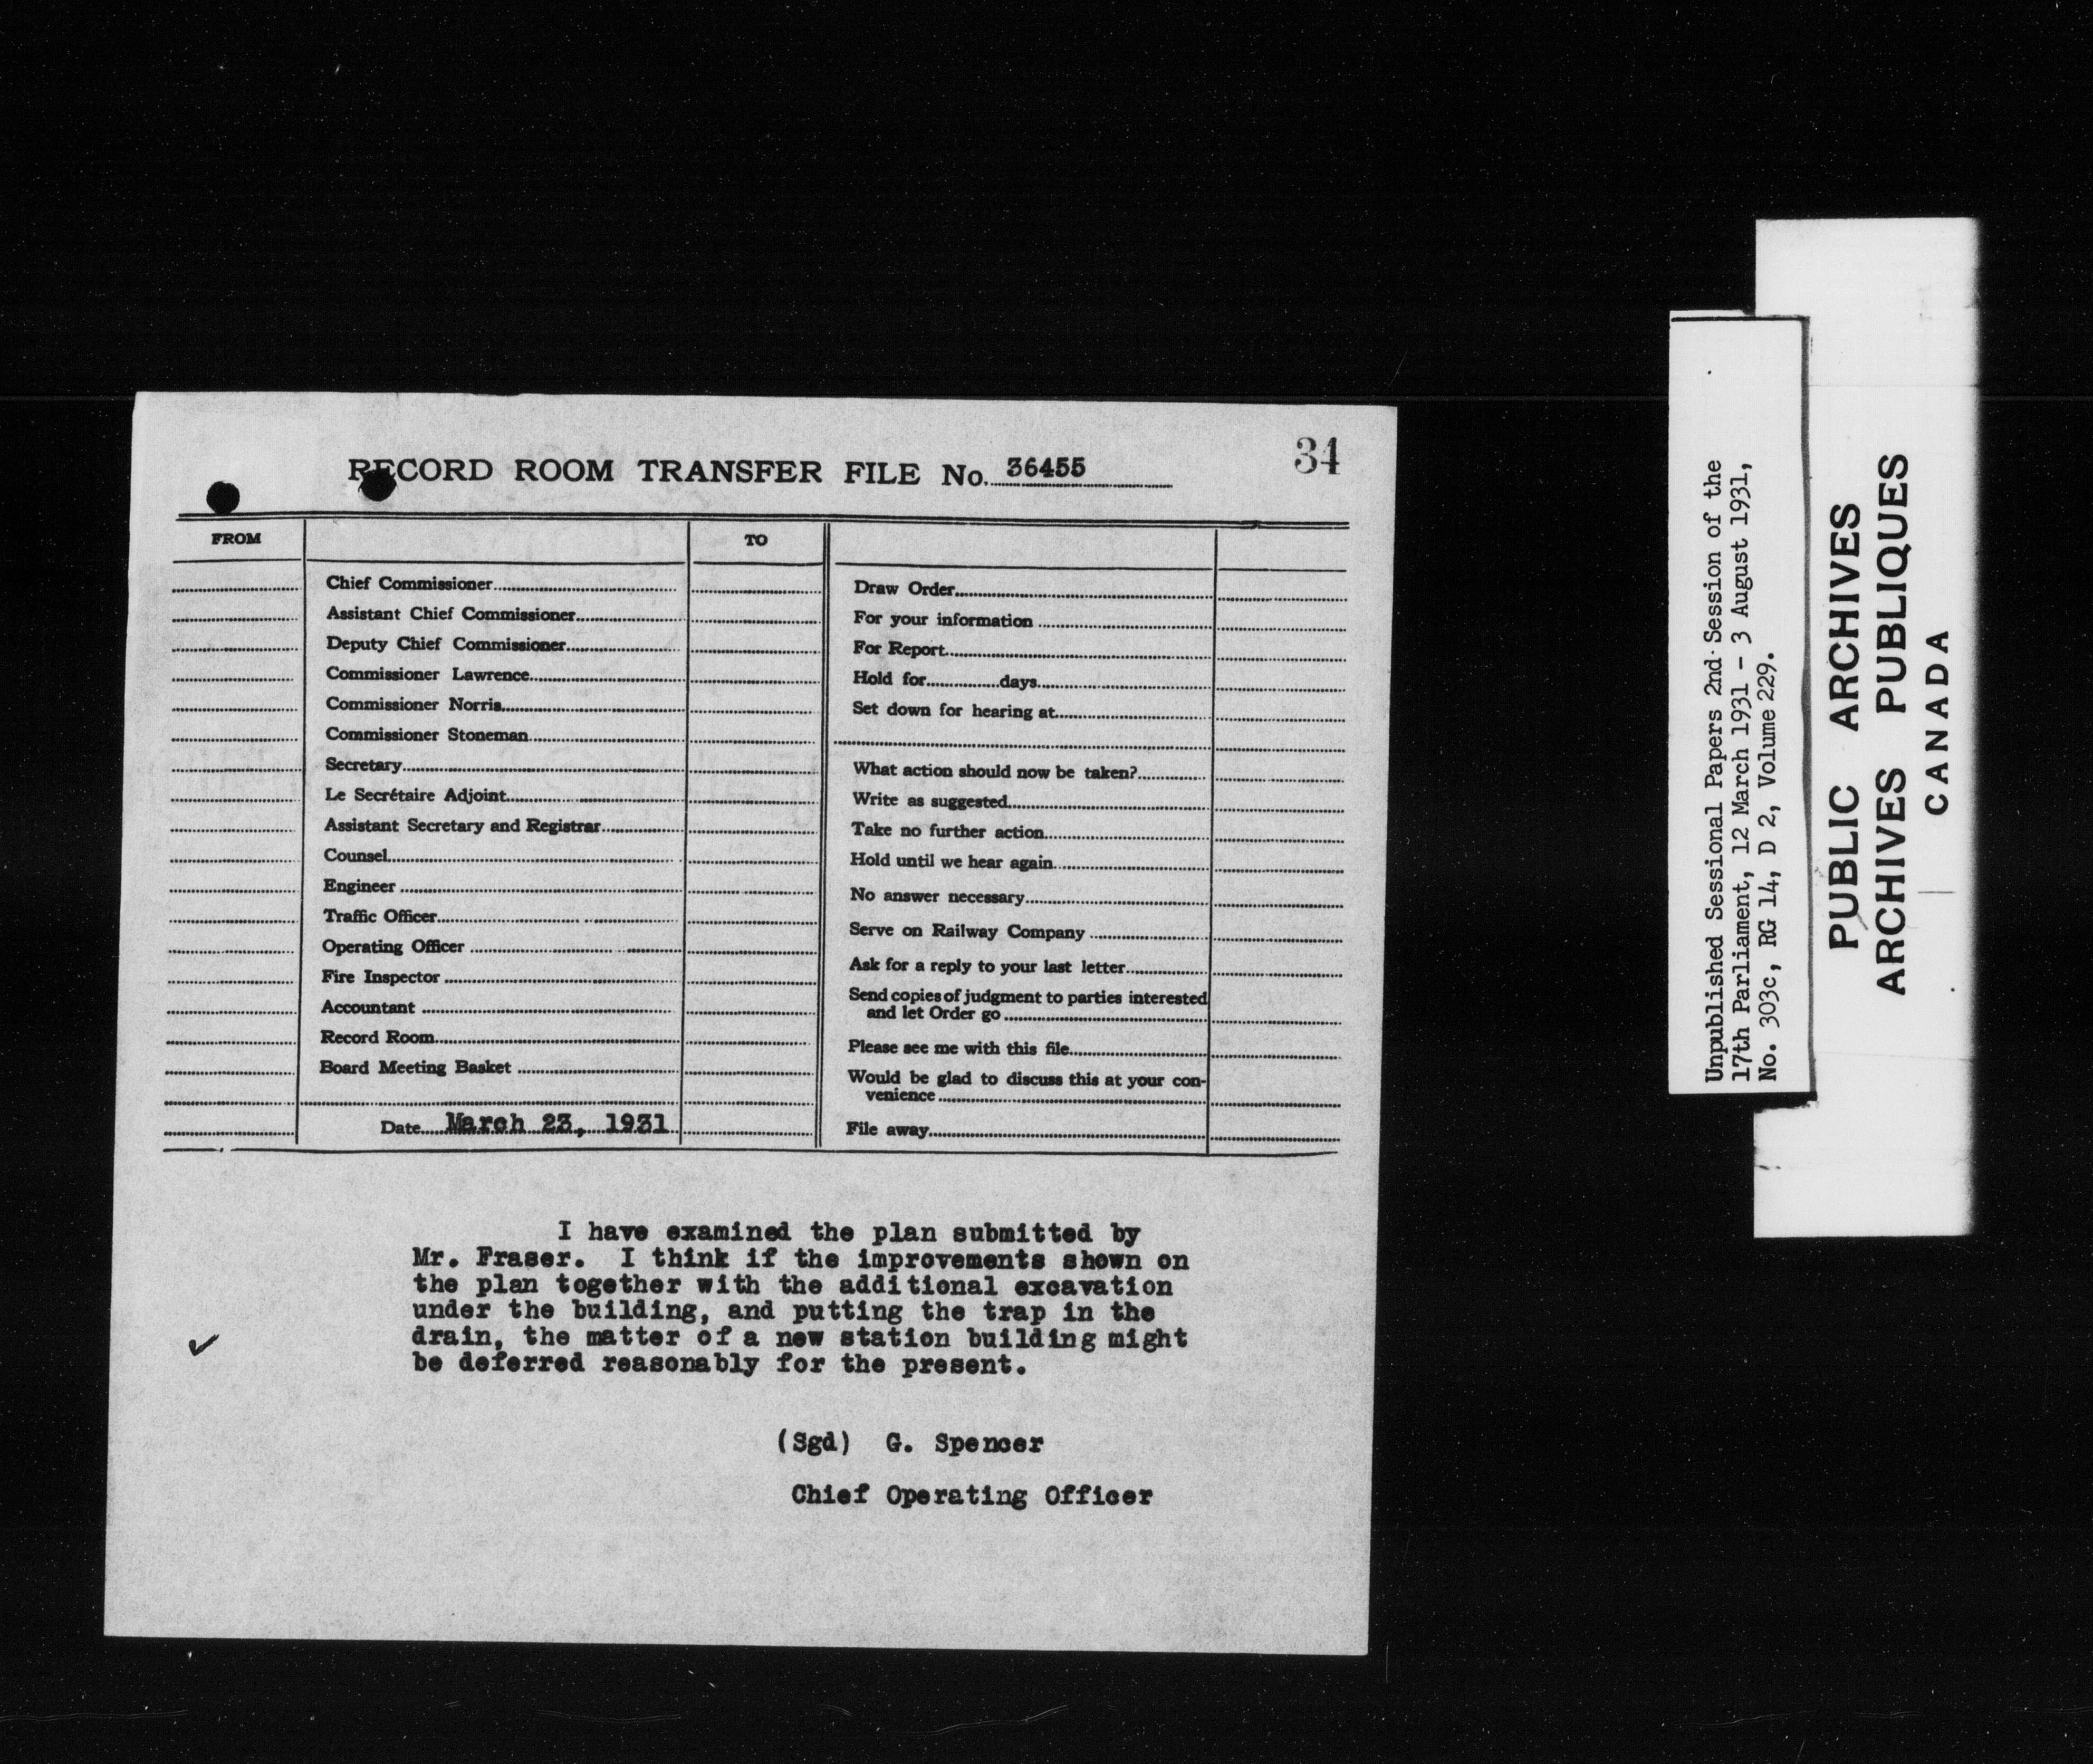 34
RECORD ROOM TRANSFER FILE No. 36455
FROM
TO
Chief Commissioner
Assistant Chief Commissioner
Deputy Chief Commissioner
Commissioner Lawrence
Commissioner Norris
Commissioner Stoneman
Secretary
Le Secrétaire Adjoint
Assistant Secretary and Registrar
Counsel
Engineer
Traffic Officer
Operating Officer
Fire Inspector
Accountant
Record Room
Board Meeting Basket
Date March 23, 1931
Draw Order
For your information
For Report
Hold for............days
Set down for hearing at
What action should now be taken?
Write as suggested
Take no further action
Hold until we hear again
No answer necessary
Serve on Railway Company
Ask for a reply to your last letter
Send copies of judgment to parties interested
and let Order go
Please see me with this file
Would be glad to discuss this at your con-
venience
File away
I have examined the plan submitted by
Mr. Fraser. I think if the improvements shown on
the plan together with the additional excavation
under the building, and putting the trap in the
drain, the matter of a new station building might
be deferred reasonably for the present.
(Sgd) G. Spencer
Chief Operating Officer
Unpublished Sessional Papers 2nd Session of the
17th Parliament, 12 March 1931 - 3 August 1931,
No. 303c, RG 14, D 2, Volume 229.
PUBLIC ARCHIVES
ARCHIVES PUBLIQUES
CANADA